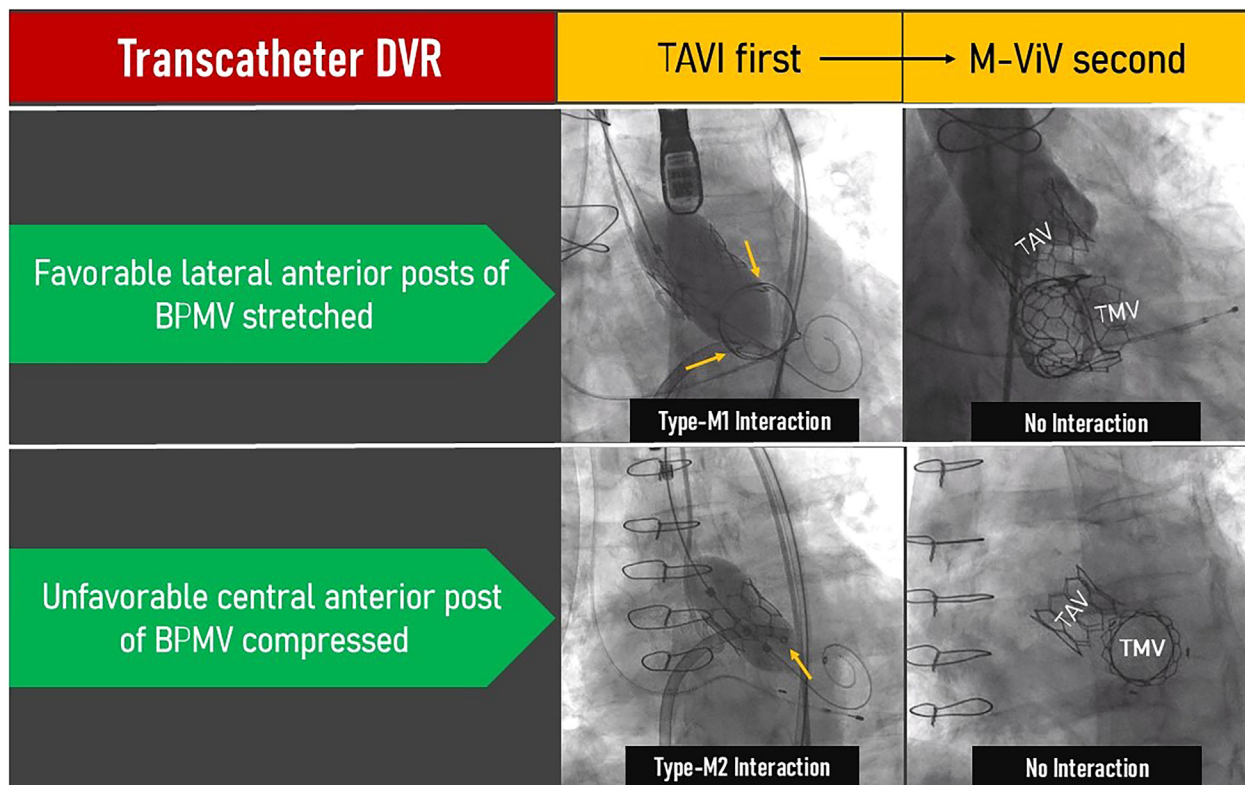 Transcatheter DVR
TAVI first
M-ViV second
Favorable lateral anterior posts of
BPMV stretched
TAV
TMV
Type-M1 Interaction
No Interaction
Unfavorable central anterior post
of BPMV compressed
TAV
TMV
Type-M2 Interaction
No Interaction